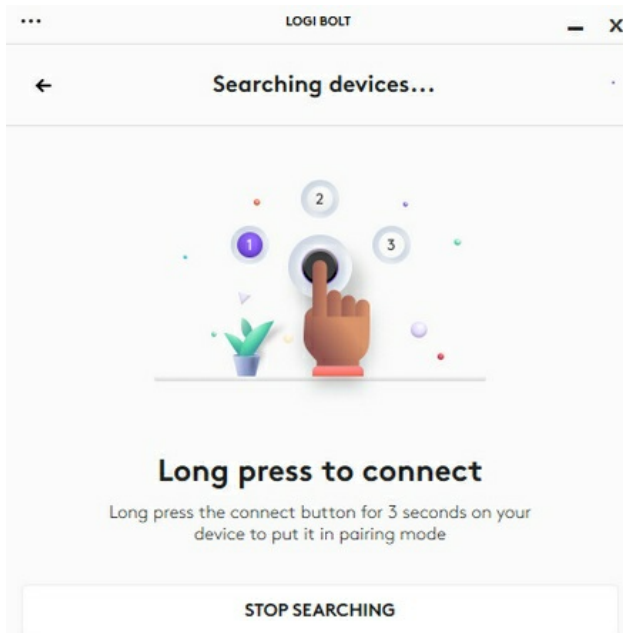 LOGI BOLT
X
Searching devices...
2
1
3
Long press to connect
Long press the connect button for 3 seconds on your
device to put it in pairing mode
STOP SEARCHING